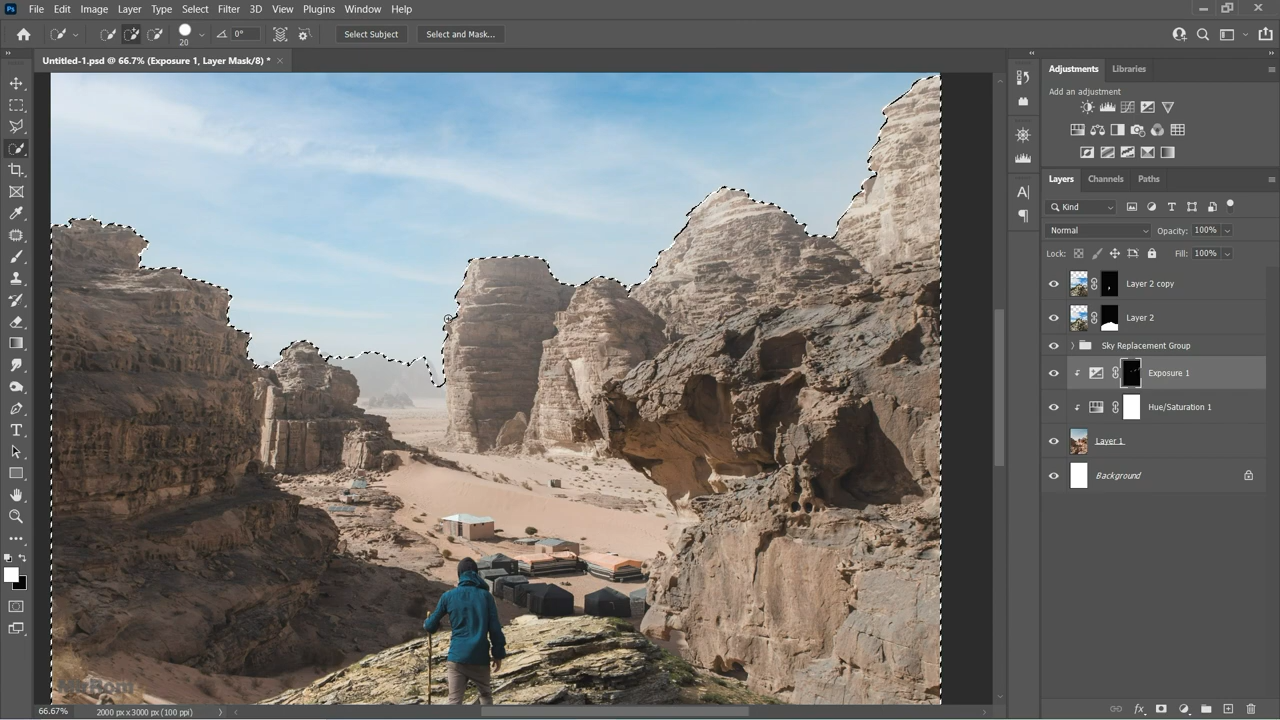 Ps File Edit Image Layer Type Select Filter 3D View Plugins Window Help
20 0° Select Subject Select and Mask...
Untitled-1.psd @ 66.7% (Exposure 1, Layer Mask/8) * ×
Adjustments Libraries
Add an adjustment
Layers Channels Paths
Kind
Normal Opacity: 100%
Lock: Fill: 100%
Layer 2 copy
Layer 2
Sky Replacement Group
Exposure 1
Hue/Saturation 1
Layer 1
Background
66.67% 2000 px x 3000 px (100 ppi)